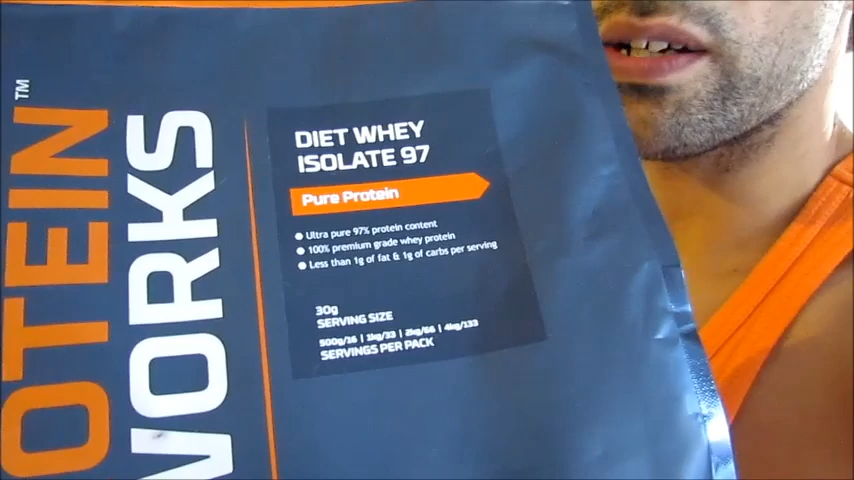 OTEIN™
WORKS
DIET WHEY
ISOLATE 97
Pure Protein
Ultra pure 97% protein content
100% premium grade whey protein
Less than 1g of fat & 1g of carbs per serving
30g
SERVING SIZE
500g/16 | 1kg/33 | 2kg/66 | 4kg/133
SERVINGS PER PACK